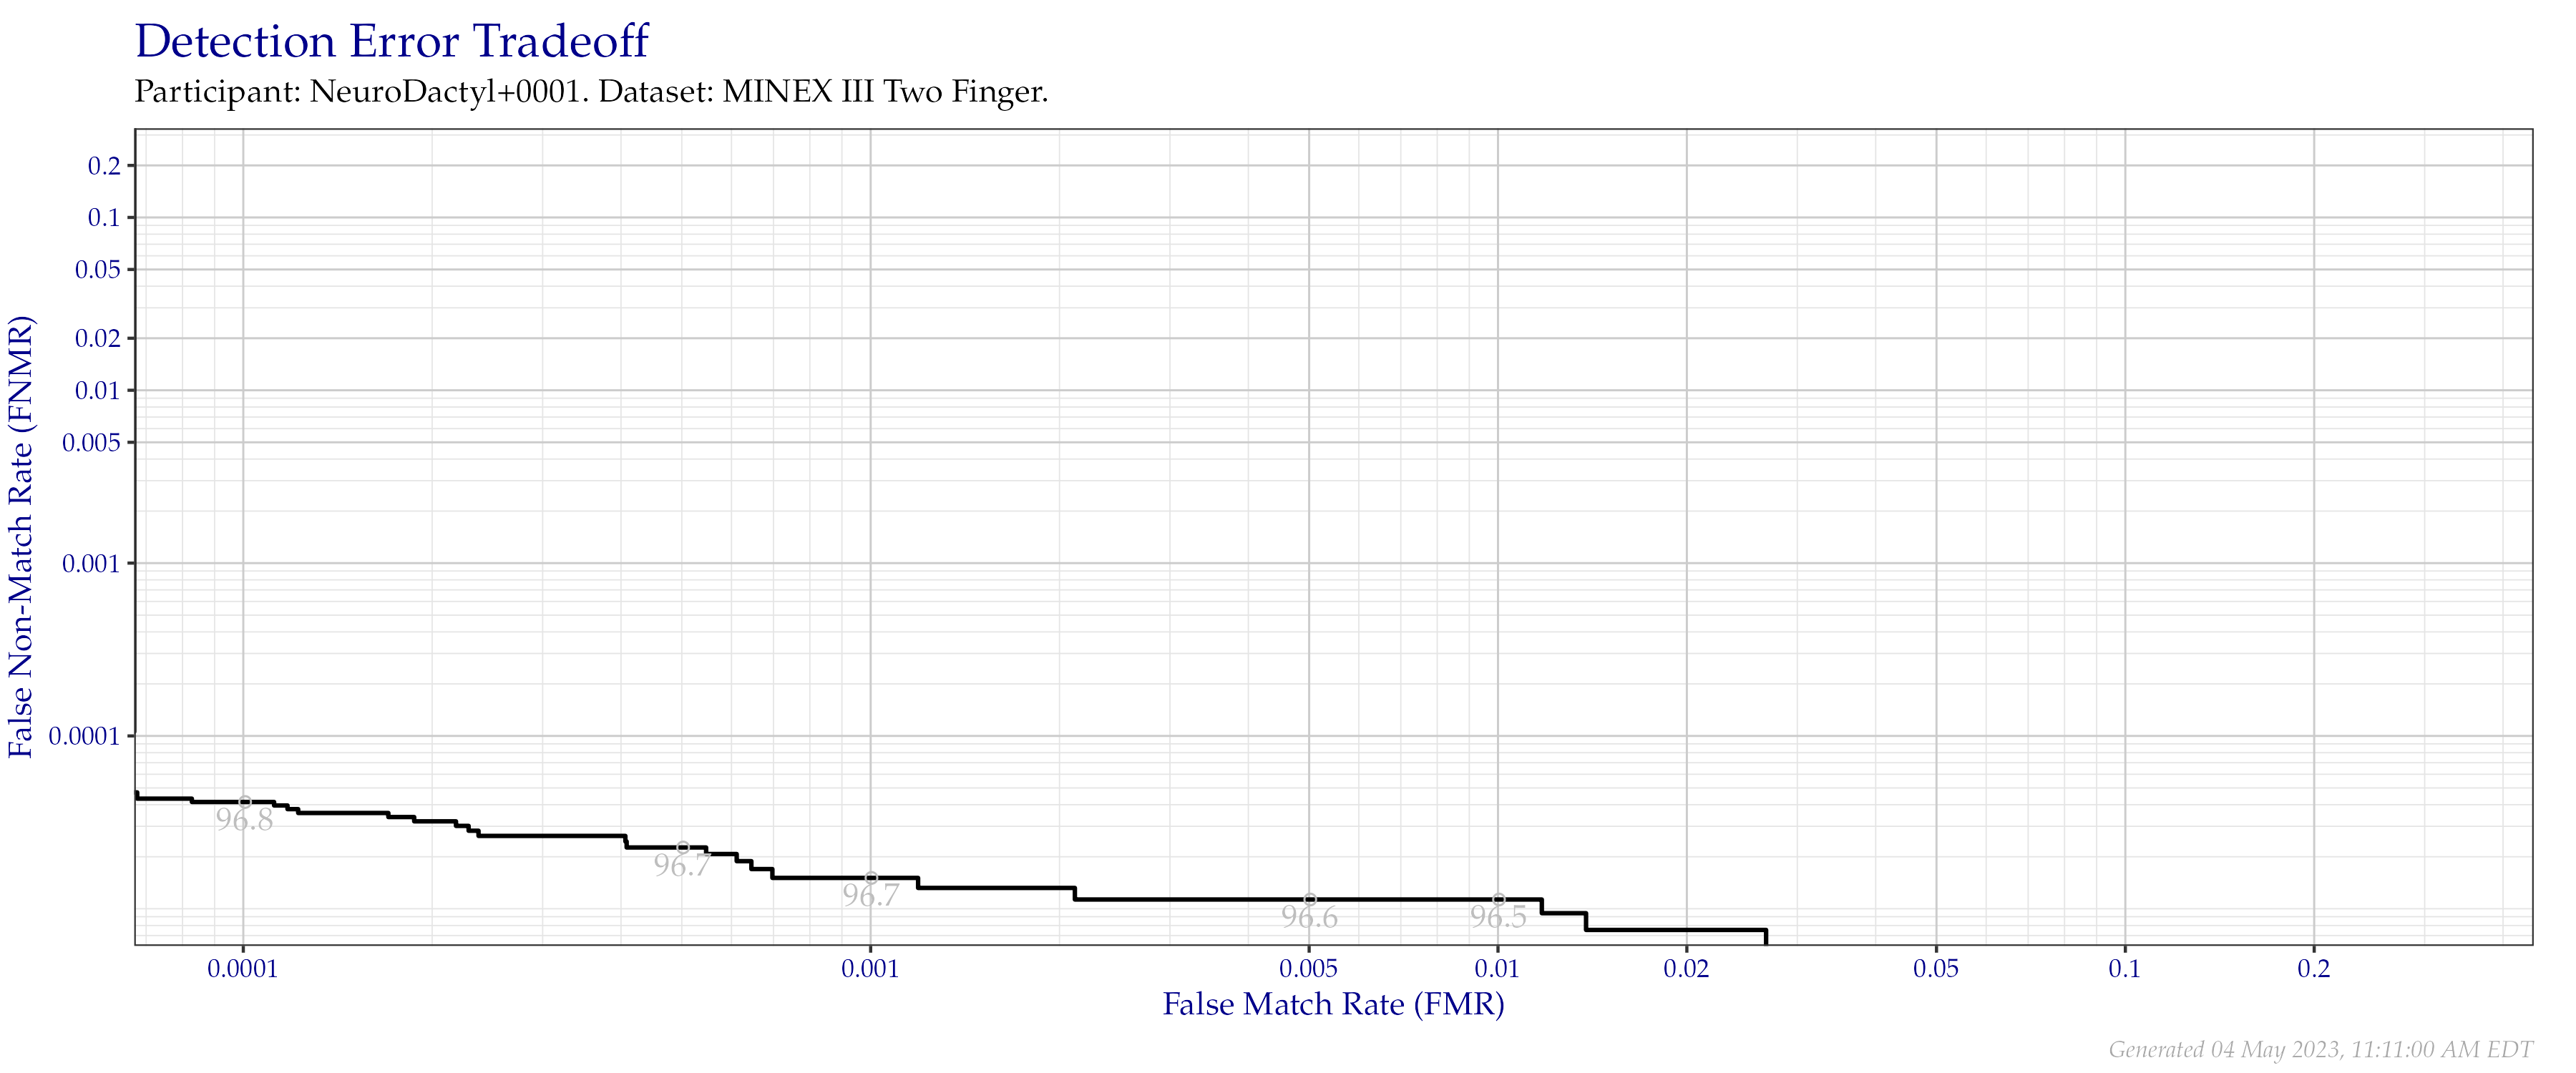 Detection Error Tradeoff
Participant: NeuroDactyl+0001. Dataset: MINEX III Two Finger.
False Non-Match Rate (FNMR)
0.2
0.1
0.05
0.02
0.01
0.005
0.001
0.0001
96.8
96.7
96.7
96.6
96.5
0.0001 0.001 0.005 0.01 0.02 0.05 0.1 0.2
False Match Rate (FMR)
Generated 04 May 2023, 11:11:00 AM EDT